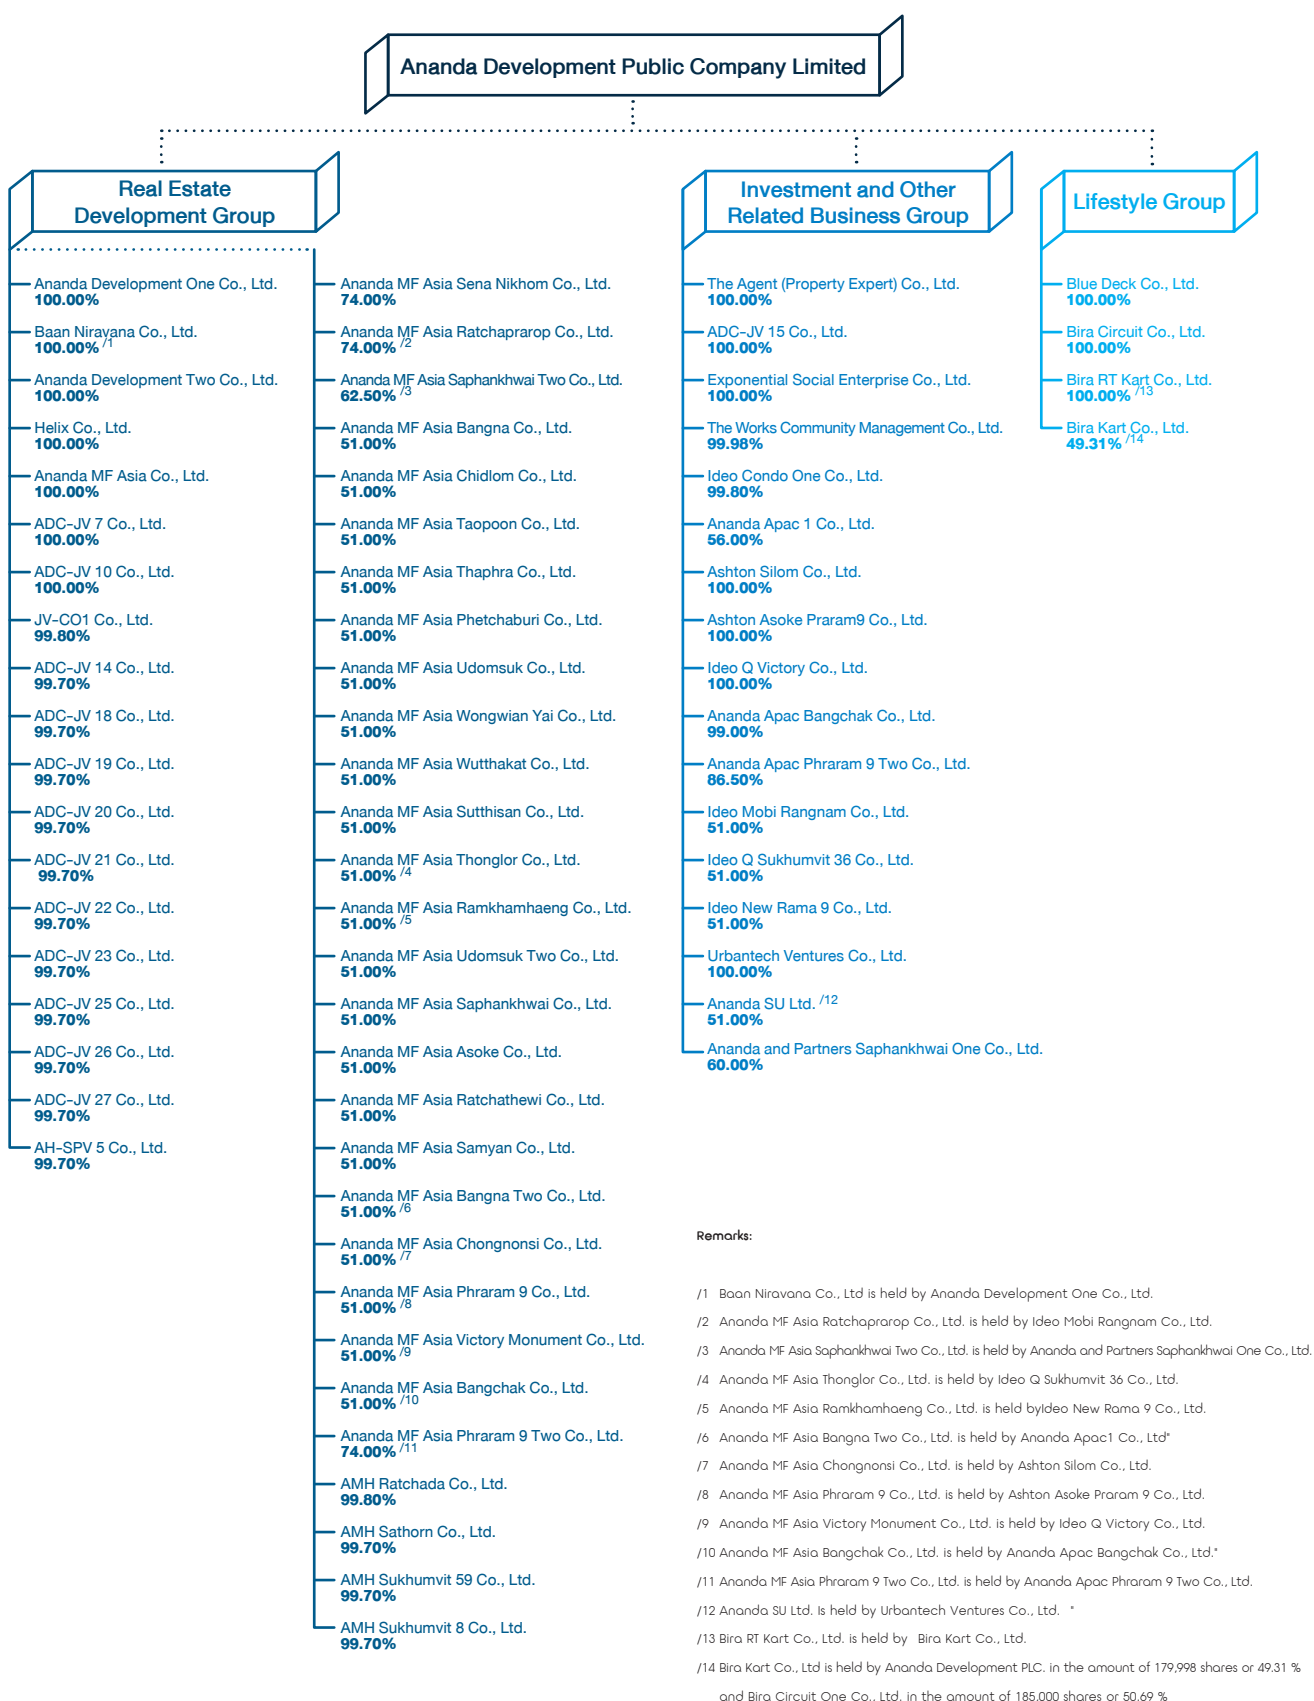 Ananda Development Public Company Limited
Real Estate
Development Group
Ananda Development One Co., Ltd.
100.00%
Baan Niravana Co., Ltd.
100.00% /1
Ananda Development Two Co., Ltd.
100.00%
Helix Co., Ltd.
100.00%
Ananda MF Asia Co., Ltd.
100.00%
ADC-JV 7 Co., Ltd.
100.00%
ADC-JV 10 Co., Ltd.
100.00%
JV-CO1 Co., Ltd.
99.80%
ADC-JV 14 Co., Ltd.
99.70%
ADC-JV 18 Co., Ltd.
99.70%
ADC-JV 19 Co., Ltd.
99.70%
ADC-JV 20 Co., Ltd.
99.70%
ADC-JV 21 Co., Ltd.
99.70%
ADC-JV 22 Co., Ltd.
99.70%
ADC-JV 23 Co., Ltd.
99.70%
ADC-JV 25 Co., Ltd.
99.70%
ADC-JV 26 Co., Ltd.
99.70%
ADC-JV 27 Co., Ltd.
99.70%
AH-SPV 5 Co., Ltd.
99.70%
Ananda MF Asia Sena Nikhom Co., Ltd.
74.00%
Ananda MF Asia Ratchaprarop Co., Ltd.
74.00% /2
Ananda MF Asia Saphankhwai Two Co., Ltd.
62.50% /3
Ananda MF Asia Bangna Co., Ltd.
51.00%
Ananda MF Asia Chidlom Co., Ltd.
51.00%
Ananda MF Asia Taopoon Co., Ltd.
51.00%
Ananda MF Asia Thaphra Co., Ltd.
51.00%
Ananda MF Asia Phetchaburi Co., Ltd.
51.00%
Ananda MF Asia Udomsuk Co., Ltd.
51.00%
Ananda MF Asia Wongwian Yai Co., Ltd.
51.00%
Ananda MF Asia Wutthakat Co., Ltd.
51.00%
Ananda MF Asia Sutthisan Co., Ltd.
51.00%
Ananda MF Asia Thonglor Co., Ltd.
51.00% /4
Ananda MF Asia Ramkhamhaeng Co., Ltd.
51.00% /5
Ananda MF Asia Udomsuk Two Co., Ltd.
51.00%
Ananda MF Asia Saphankhwai Co., Ltd.
51.00%
Ananda MF Asia Asoke Co., Ltd.
51.00%
Ananda MF Asia Ratchathewi Co., Ltd.
51.00%
Ananda MF Asia Samyan Co., Ltd.
51.00%
Ananda MF Asia Bangna Two Co., Ltd.
51.00% /6
Ananda MF Asia Chongnonsi Co., Ltd.
51.00% /7
Ananda MF Asia Phraram 9 Co., Ltd.
51.00% /8
Ananda MF Asia Victory Monument Co., Ltd.
51.00% /9
Ananda MF Asia Bangchak Co., Ltd.
51.00% /10
Ananda MF Asia Phraram 9 Two Co., Ltd.
74.00% /11
AMH Ratchada Co., Ltd.
99.80%
AMH Sathorn Co., Ltd.
99.70%
AMH Sukhumvit 59 Co., Ltd.
99.70%
AMH Sukhumvit 8 Co., Ltd.
99.70%
Investment and Other
Related Business Group
The Agent (Property Expert) Co., Ltd.
100.00%
ADC-JV 15 Co., Ltd.
100.00%
Exponential Social Enterprise Co., Ltd.
100.00%
The Works Community Management Co., Ltd.
99.98%
Ideo Condo One Co., Ltd.
99.80%
Ananda Apac 1 Co., Ltd.
56.00%
Ashton Silom Co., Ltd.
100.00%
Ashton Asoke Praram9 Co., Ltd.
100.00%
Ideo Q Victory Co., Ltd.
100.00%
Ananda Apac Bangchak Co., Ltd.
99.00%
Ananda Apac Phraram 9 Two Co., Ltd.
86.50%
Ideo Mobi Rangnam Co., Ltd.
51.00%
Ideo Q Sukhumvit 36 Co., Ltd.
51.00%
Ideo New Rama 9 Co., Ltd.
51.00%
Urbantech Ventures Co., Ltd.
100.00%
Ananda SU Ltd. /12
51.00%
Ananda and Partners Saphankhwai One Co., Ltd.
60.00%
Lifestyle Group
Blue Deck Co., Ltd.
100.00%
Bira Circuit Co., Ltd.
100.00%
Bira RT Kart Co., Ltd.
100.00% /13
Bira Kart Co., Ltd.
49.31% /14
Remarks:
/1 Baan Niravana Co., Ltd is held by Ananda Development One Co., Ltd.
/2 Ananda MF Asia Ratchaprarop Co., Ltd. is held by Ideo Mobi Rangnam Co., Ltd.
/3 Ananda MF Asia Saphankhwai Two Co., Ltd. is held by Ananda and Partners Saphankhwai One Co., Ltd.
/4 Ananda MF Asia Thonglor Co., Ltd. is held by Ideo Q Sukhumvit 36 Co., Ltd.
/5 Ananda MF Asia Ramkhamhaeng Co., Ltd. is held byIdeo New Rama 9 Co., Ltd.
/6 Ananda MF Asia Bangna Two Co., Ltd. is held by Ananda Apac1 Co., Ltd"
/7 Ananda MF Asia Chongnonsi Co., Ltd. is held by Ashton Silom Co., Ltd.
/8 Ananda MF Asia Phraram 9 Co., Ltd. is held by Ashton Asoke Praram 9 Co., Ltd.
/9 Ananda MF Asia Victory Monument Co., Ltd. is held by Ideo Q Victory Co., Ltd.
/10 Ananda MF Asia Bangchak Co., Ltd. is held by Ananda Apac Bangchak Co., Ltd."
/11 Ananda MF Asia Phraram 9 Two Co., Ltd. is held by Ananda Apac Phraram 9 Two Co., Ltd.
/12 Ananda SU Ltd. Is held by Urbantech Ventures Co., Ltd. "
/13 Bira RT Kart Co., Ltd. is held by Bira Kart Co., Ltd.
/14 Bira Kart Co., Ltd is held by Ananda Development PLC. in the amount of 179,998 shares or 49.31 %
and Bira Circuit One Co., Ltd. in the amount of 185,000 shares or 50.69 %